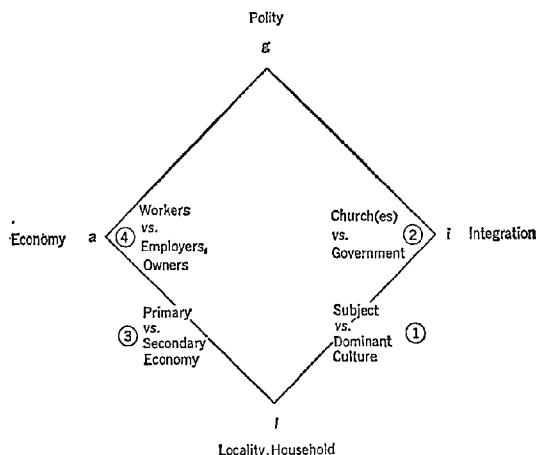 Polity
g
Workers
vs.
Economy a ④ Employers,
Owners
Church(es)
vs. ② i Integration
Government
Primary
③ vs.
Secondary
Economy
Subject
vs. ①
Dominant
Culture
l
Locality, Household